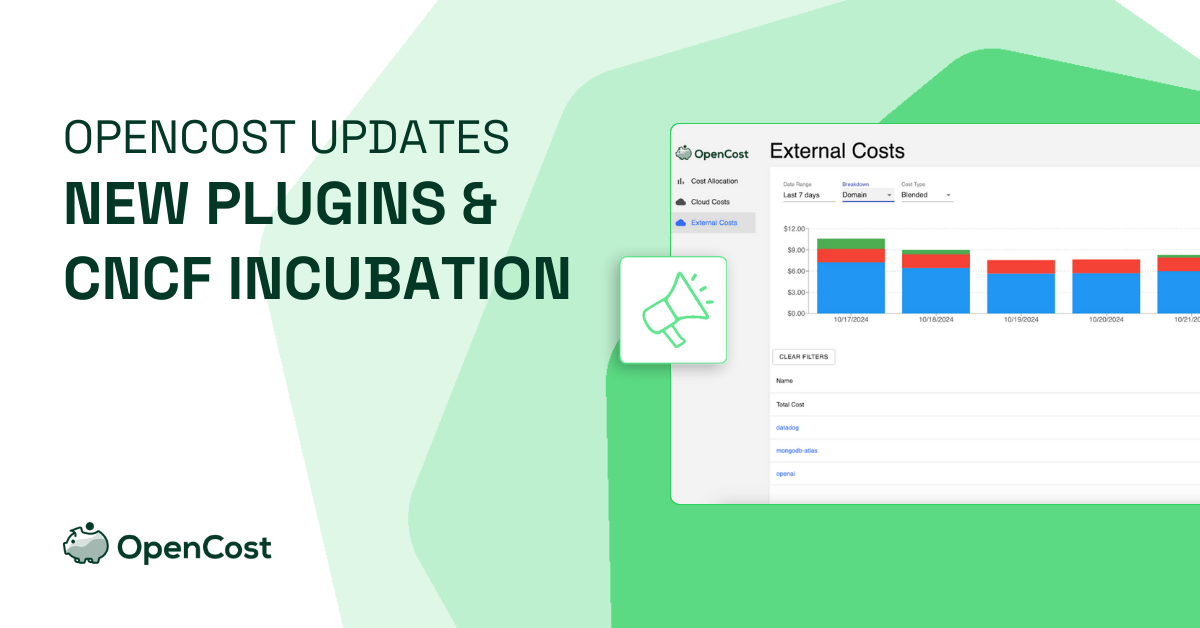 OPENCOST UPDATES
NEW PLUGINS &
CNCF INCUBATION
OpenCost
OpenCost
Cost Allocation
Cloud Costs
External Costs
External Costs
Date Range
Last 7 days
Breakdown
Domain
Cost Type
Blended
$12.00
$9.00
$6.00
$3.00
$0.00
10/17/2024
10/18/2024
10/19/2024
10/20/2024
10/21/20
CLEAR FILTERS
Name
Total Cost
datadog
mongodb-atlas
openai